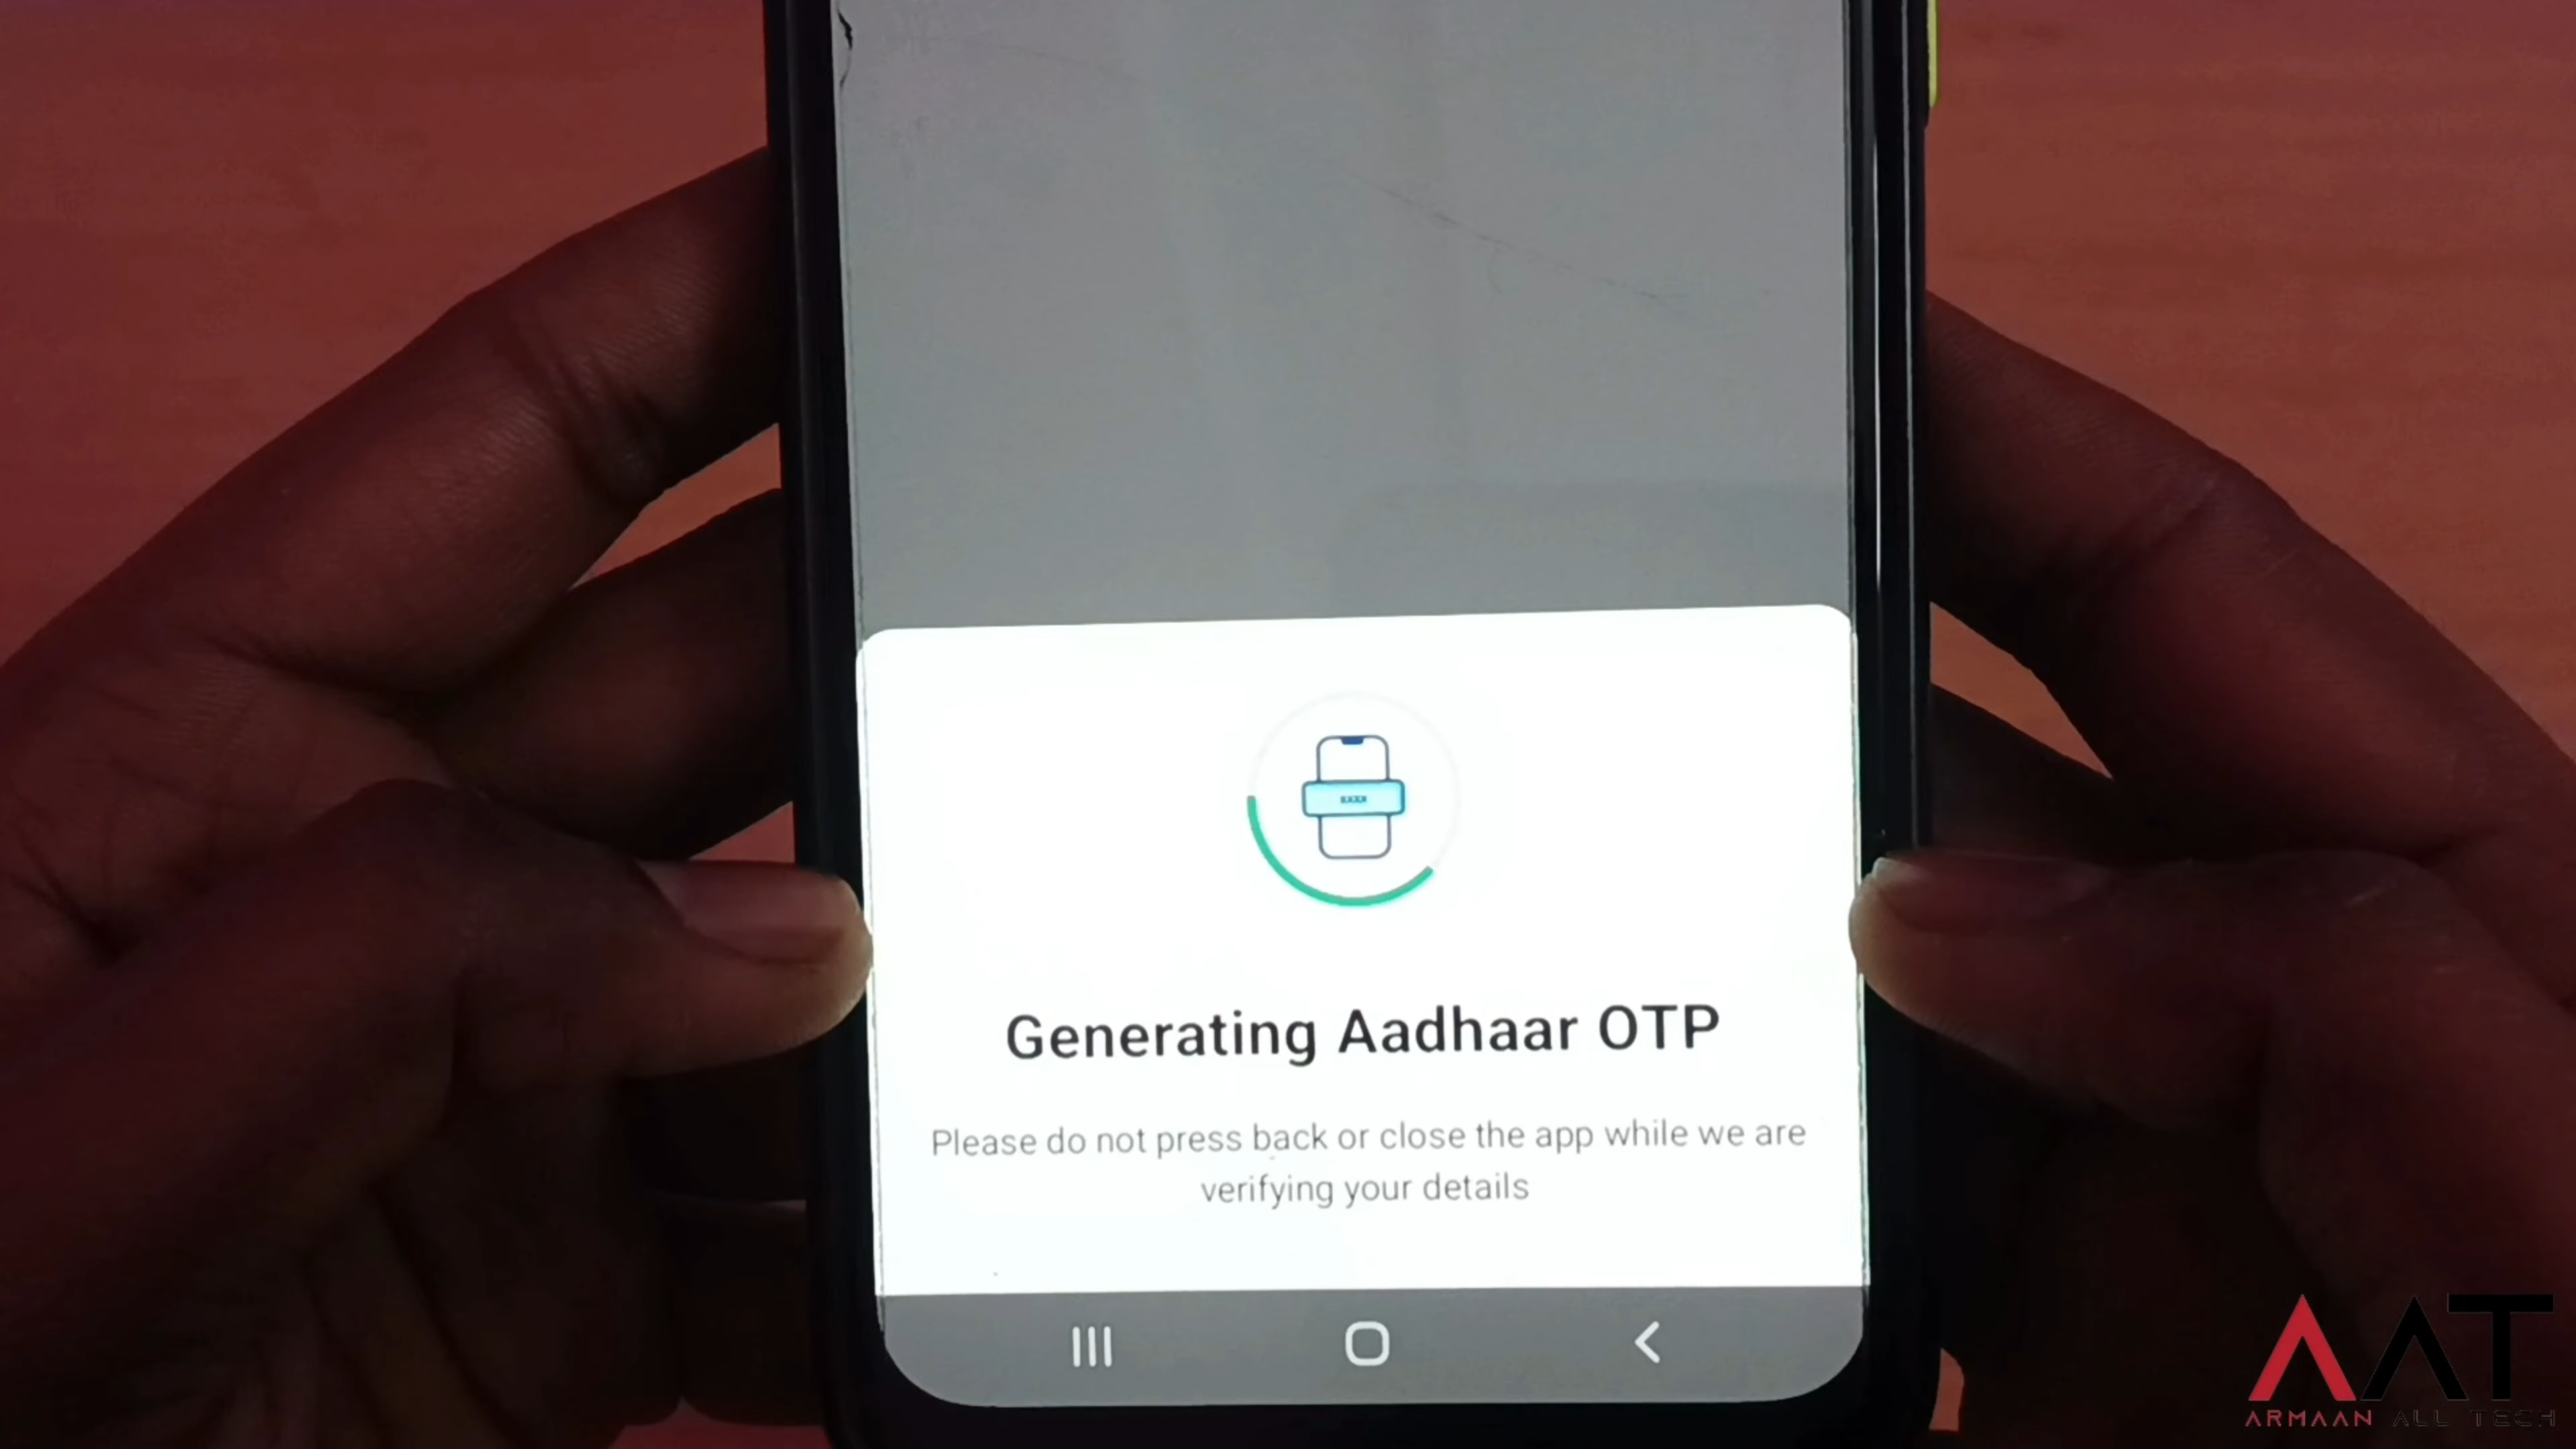 Generating Aadhaar OTP
Please do not press back or close the app while we are
verifying your details
AAT
ARMAAN ALL TECH